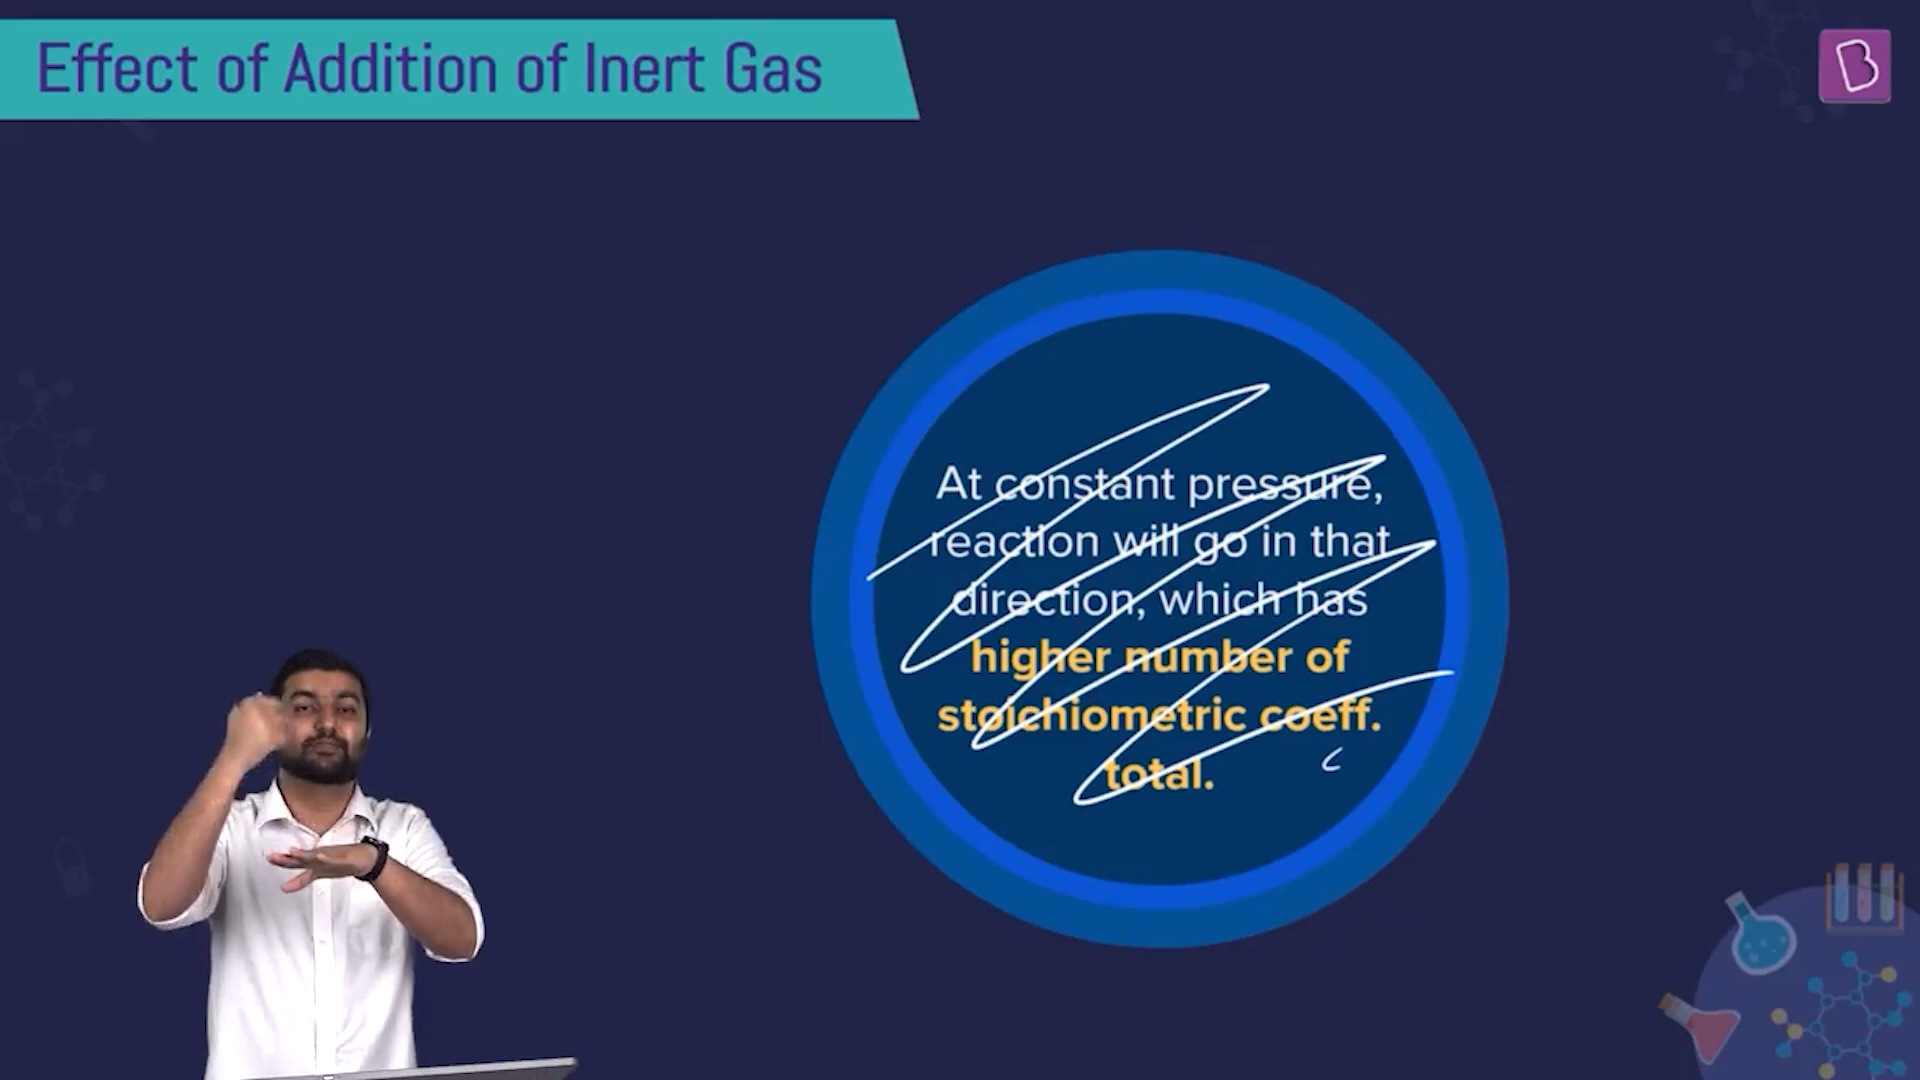 Effect of Addition of Inert Gas
B
At constant pressure,
reaction will go in that
direction, which has
higher number of
stoichiometric coeff.
total.